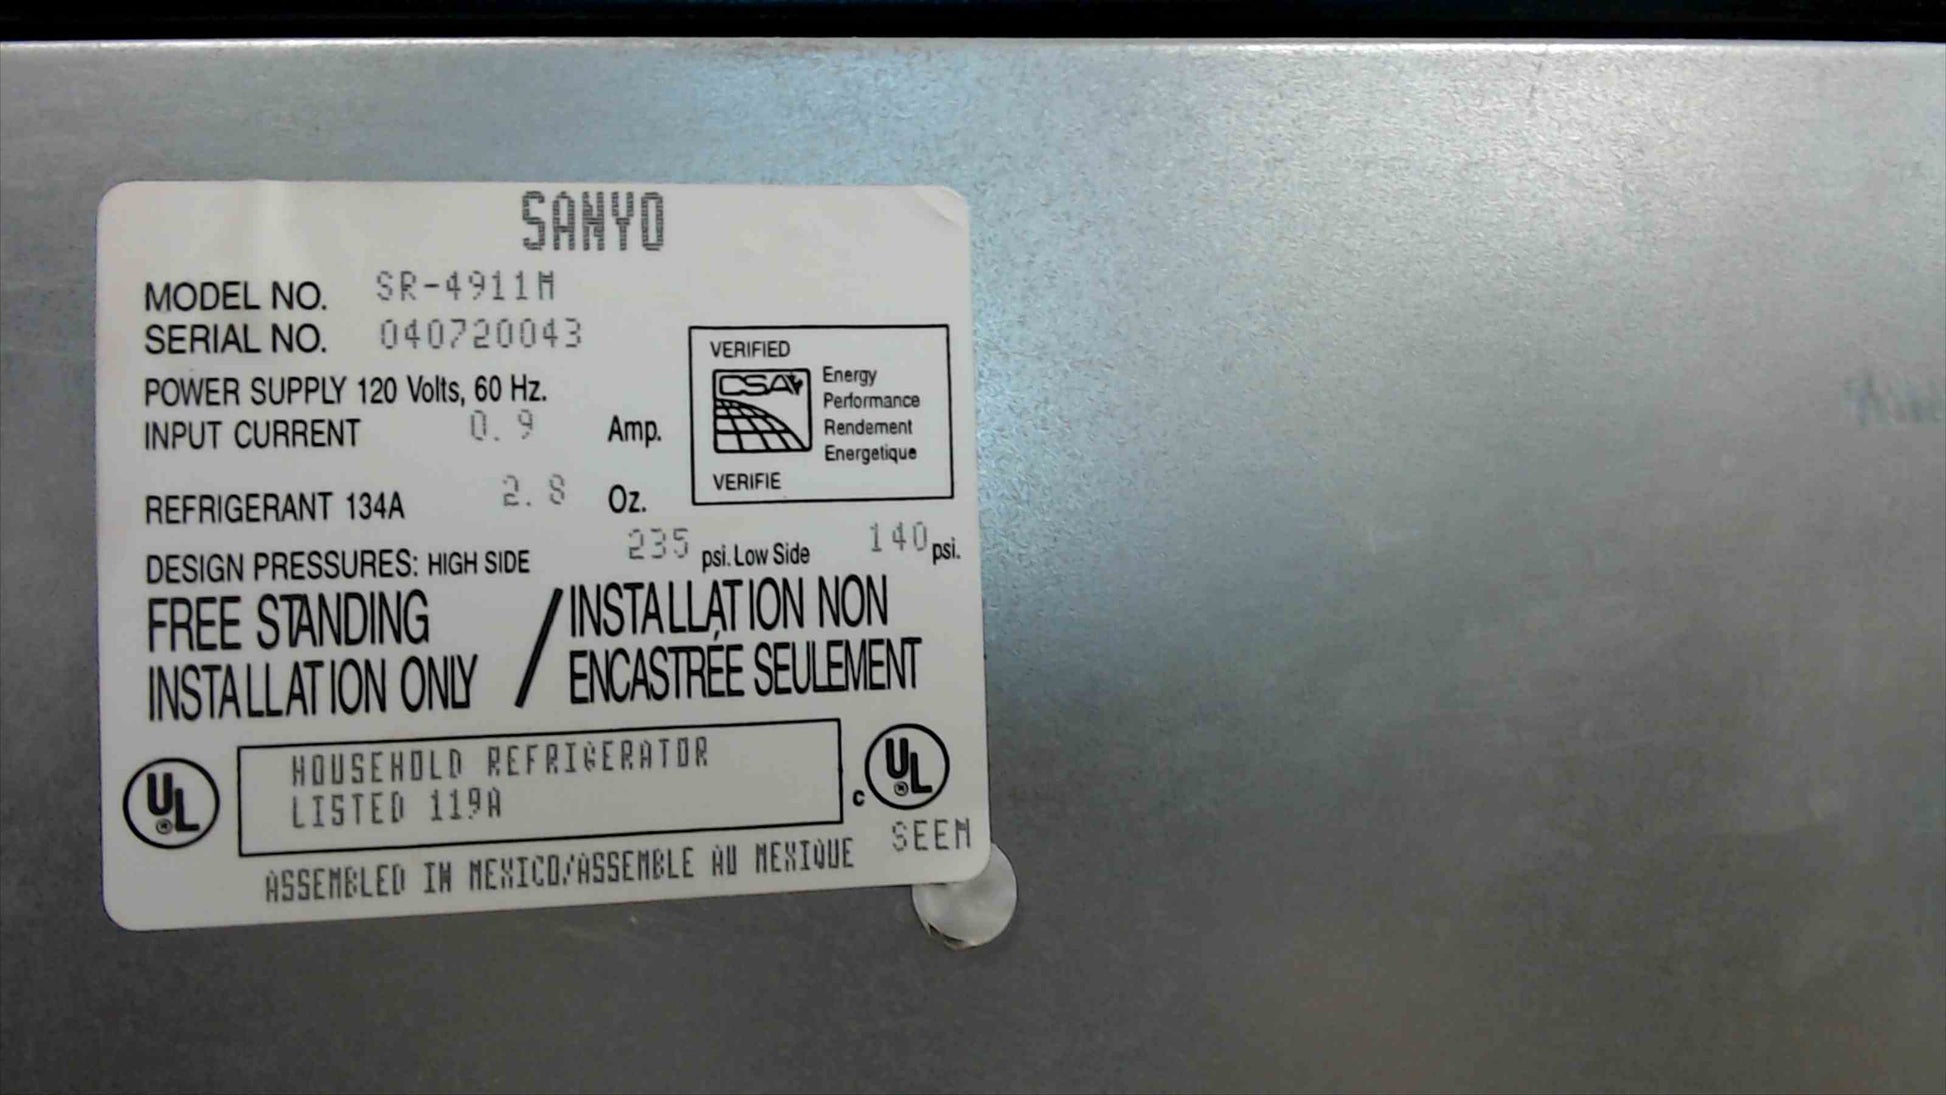 SANYO
MODEL NO. SR-4911M
SERIAL NO. 040720043
POWER SUPPLY 120 Volts, 60 Hz.
INPUT CURRENT 0.9 Amp.
REFRIGERANT 134A 2.8 Oz.
VERIFIED
CSA
Energy
Performance
Rendement
Energetique
VERIFIE
DESIGN PRESSURES: HIGH SIDE 235 psi. Low Side 140 psi.
FREE STANDING / INSTALLATION NON
INSTALLATION ONLY ENCASTRÉE SEULEMENT
UL ®
HOUSEHOLD REFRIGERATOR
LISTED 119A
c UL ®
SEEM
ASSEMBLED IN MEXICO/ASSEMBLE AU MEXIQUE